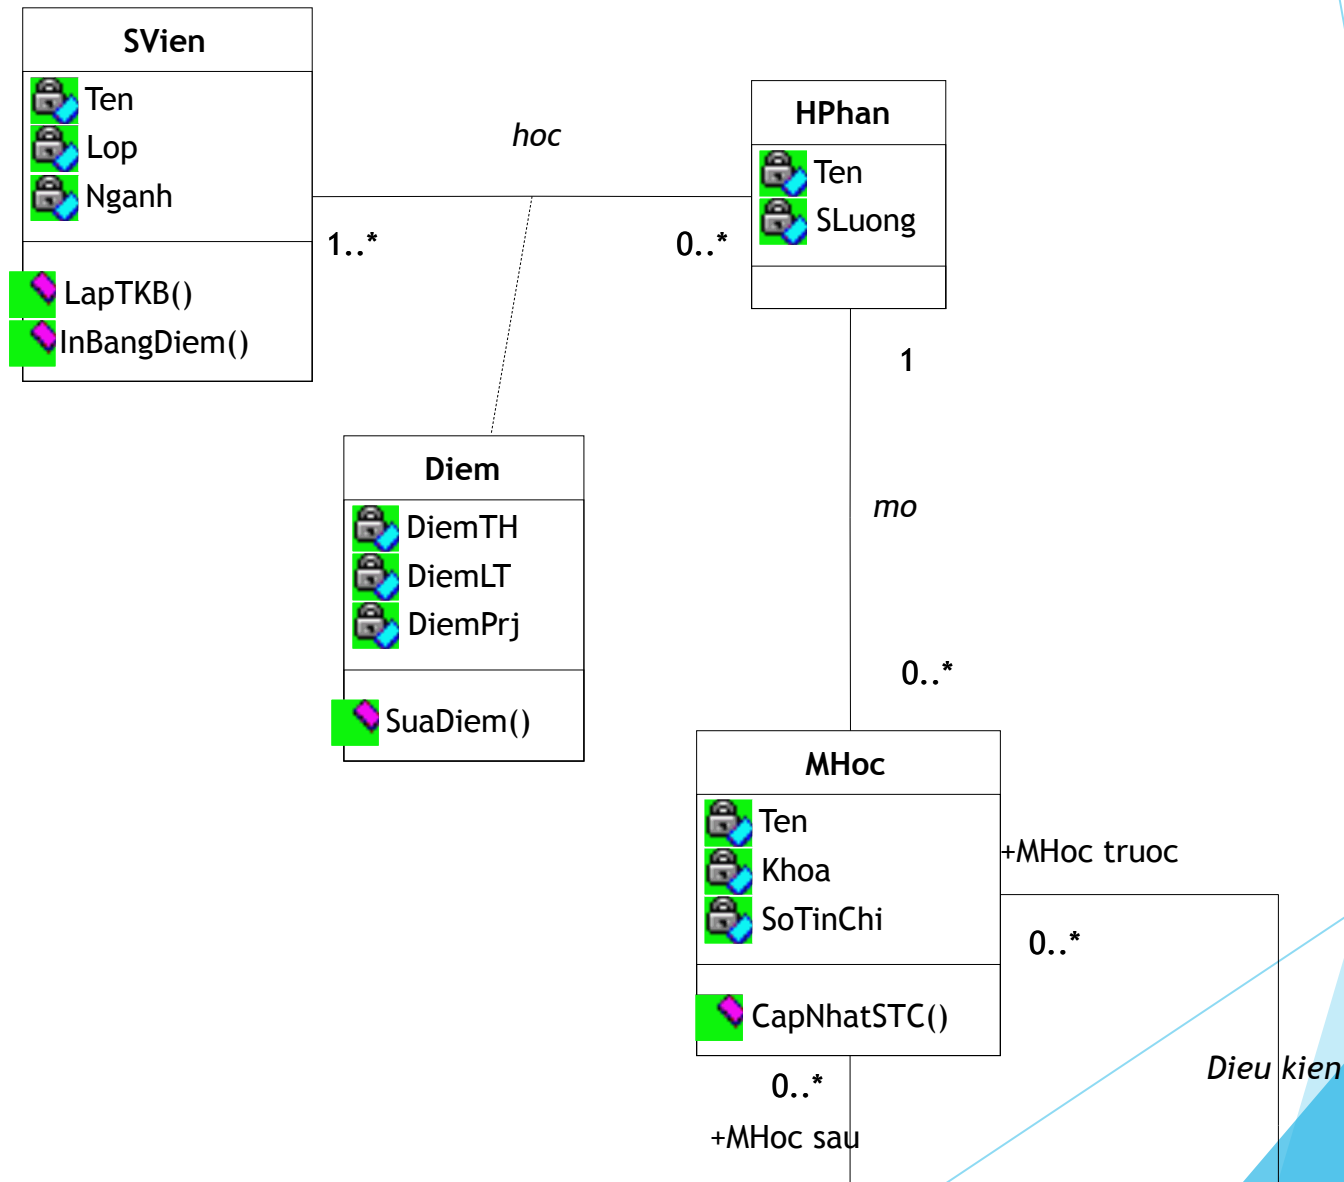 SVien
Ten
Lop
Nganh
LapTKB()
InBangDiem()
hoc
1..*
0..*
HPhan
Ten
SLuong
1
mo
0..*
Diem
DiemTH
DiemLT
DiemPrj
SuaDiem()
MHoc
Ten
Khoa
SoTinChi
CapNhatSTC()
+MHoc truoc
0..*
Dieu kien
0..*
+MHoc sau